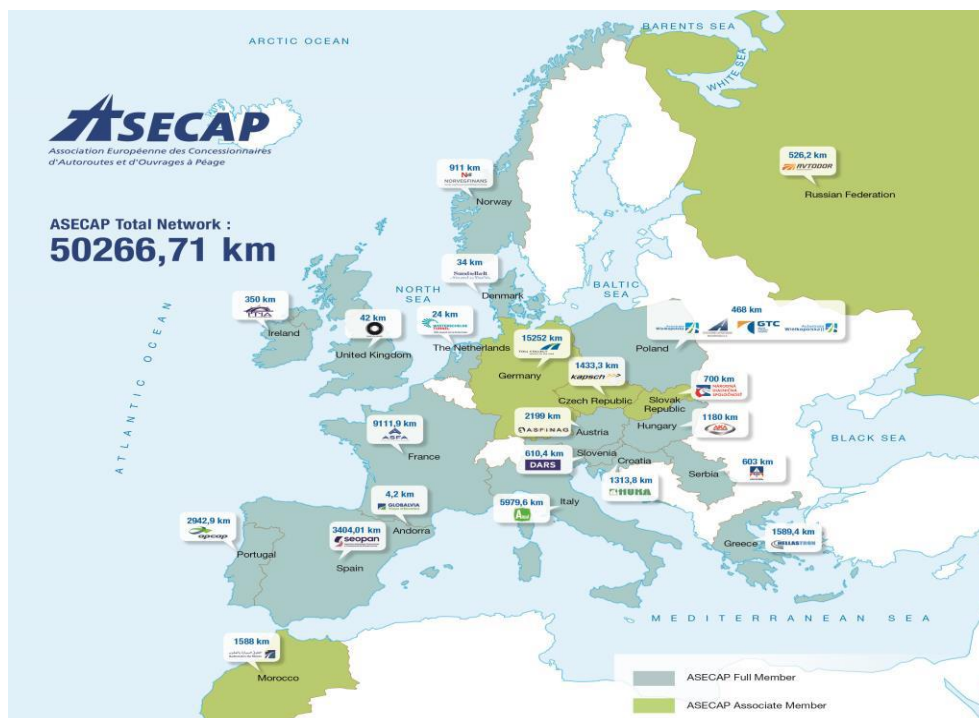 ARCTIC OCEAN
BARENTS SEA
WHITE SEA
ASECAP
Association Européenne des Concessionnaires
d'Autoroutes et d'Ouvrages à Péage
ASECAP Total Network :
50266,71 km
911 km
Norway
526,2 km
AVTODOR
Russian Federation
34 km
Denmark
NORTH
SEA
BALTIC
SEA
350 km
Ireland
42 km
United Kingdom
24 km
The Netherlands
468 km
GTC
Poland
15252 km
Germany
1433,3 km
kapsch
Czech Republic
700 km
Slovak
Republic
ATLANTIC OCEAN
9111,9 km
ASFA
France
2199 km
ASFINAG
Austria
1180 km
Hungary
BLACK SEA
610,4 km
DARS
Slovenia
Croatia
603 km
Serbia
1313,8 km
HUKA
4,2 km
GLOBALVIA
Andorra
5979,6 km
Italy
2942,9 km
apcap
Portugal
3404,01 km
seopan
Spain
1589,4 km
HELLASTRON
Greece
MEDITERRANEAN SEA
1588 km
Morocco
ASECAP Full Member
ASECAP Associate Member